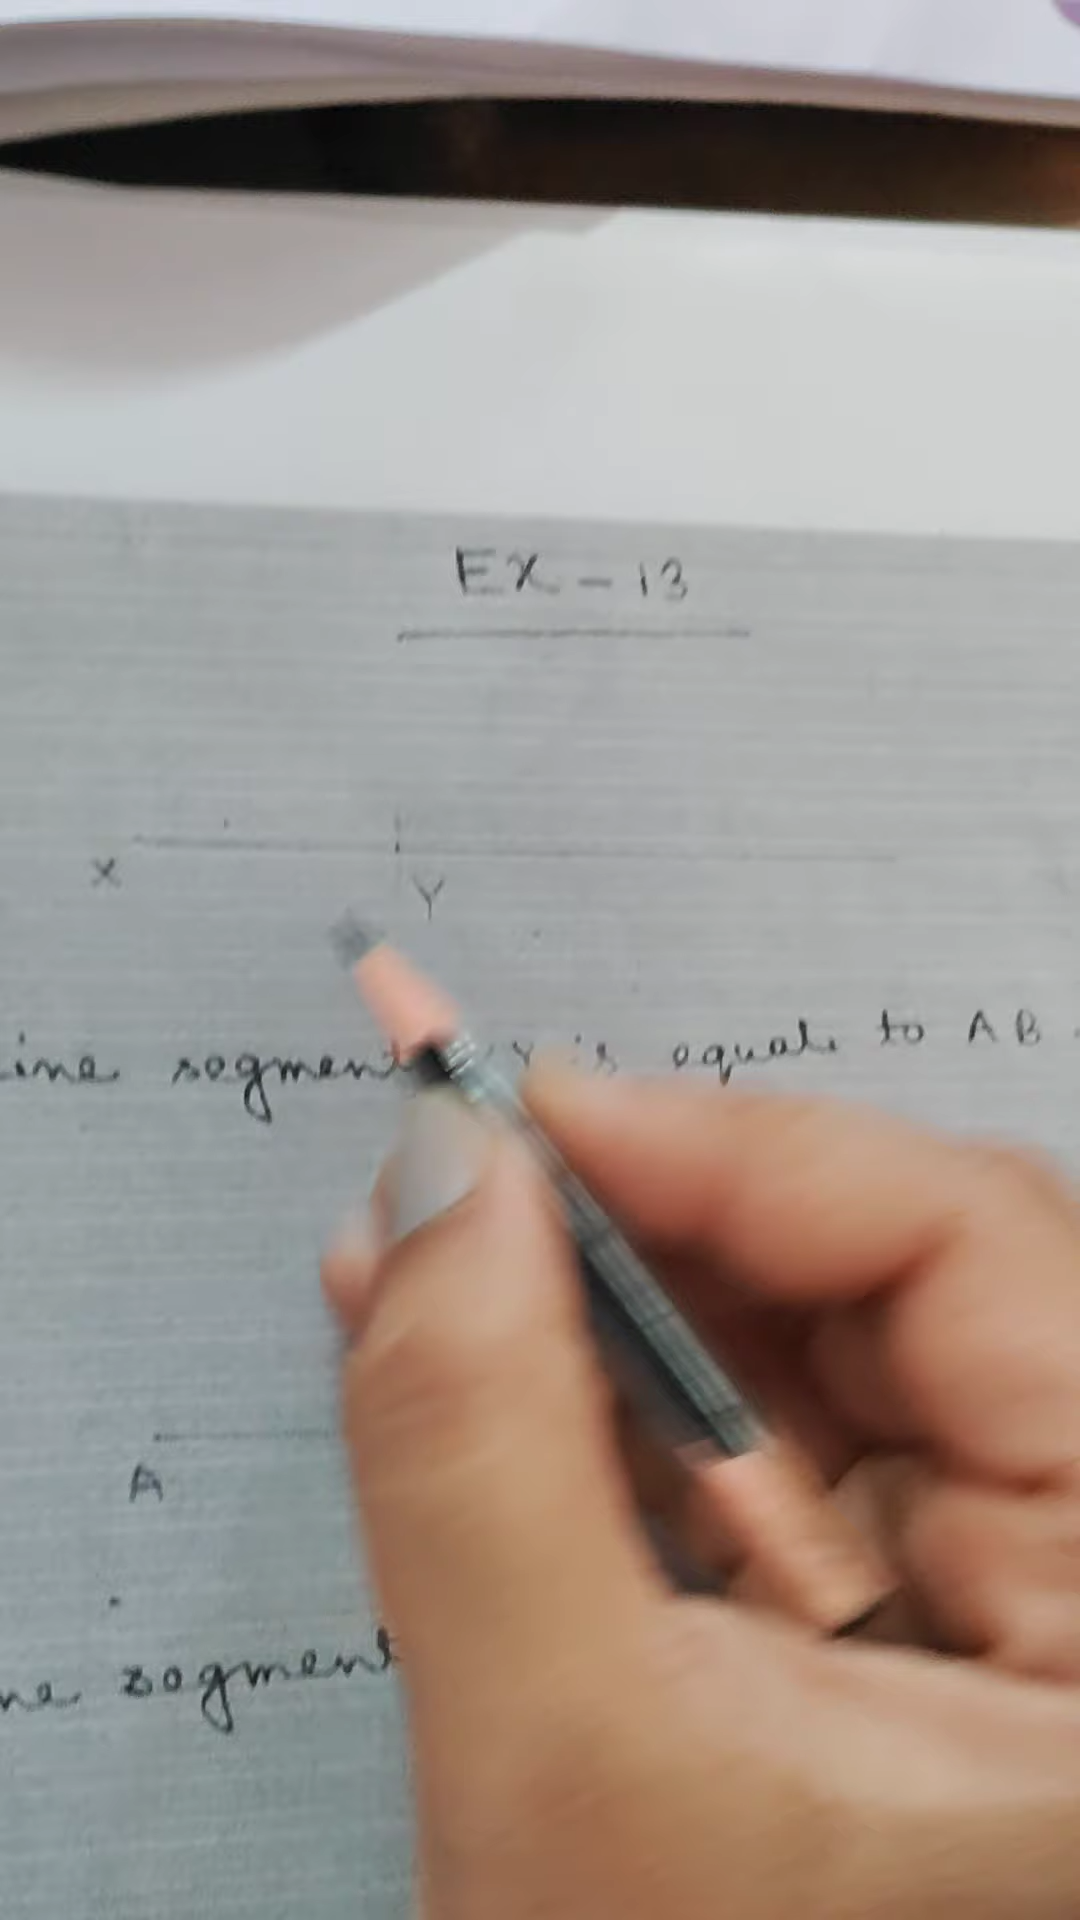 EX - 13
X
Y
segment Y is equal to AB
A
segment